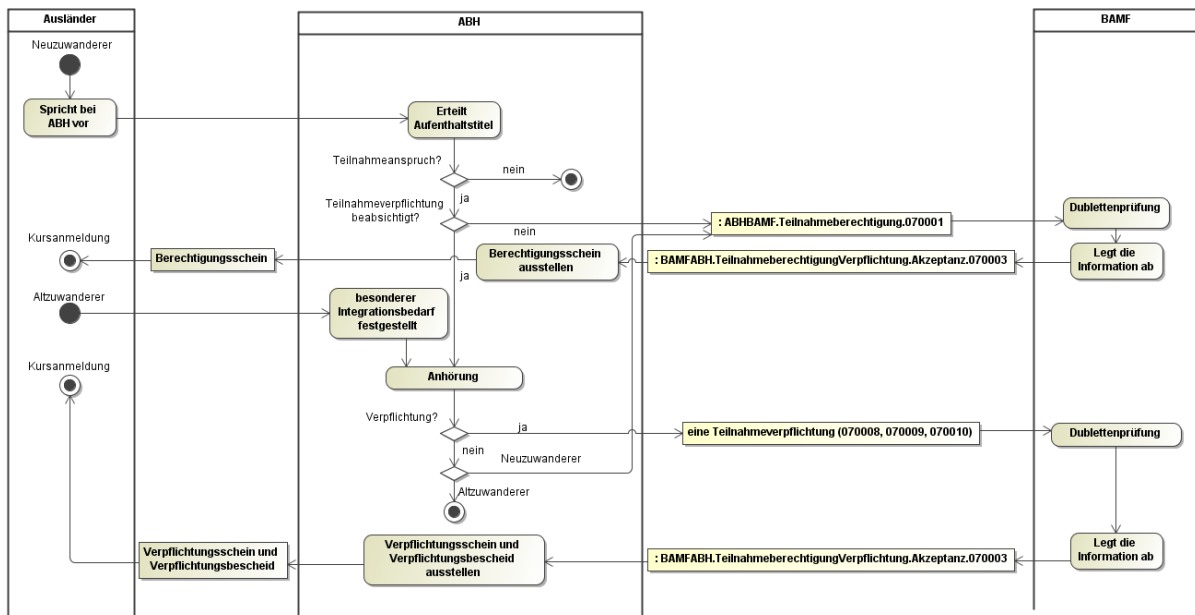 Ausländer
ABH
BAMF
Neuzuwanderer
Spricht bei
ABH vor
Erteilt
Aufenthaltstitel
Teilnahmeanspruch?
nein
ja
Teilnahmeverpflichtung
beabsichtigt?
nein
: ABHBAMF.Teilnahmeberechtigung.070001
Dublettenprüfung
Kursanmeldung
Berechtigungsschein
Berechtigungsschein
ausstellen
: BAMFABH.TeilnahmeberechtigungVerpflichtung.Akzeptanz.070003
Legt die
Information ab
ja
Altzuwanderer
besonderer
Integrationsbedarf
festgestellt
Kursanmeldung
Anhörung
Verpflichtung?
ja
eine Teilnahmeverpflichtung (070008, 070009, 070010)
Dublettenprüfung
nein
Neuzuwanderer
Altzuwanderer
Verpflichtungsschein und
Verpflichtungsbescheid
Verpflichtungsschein und
Verpflichtungsbescheid
ausstellen
: BAMFABH.TeilnahmeberechtigungVerpflichtung.Akzeptanz.070003
Legt die
Information ab